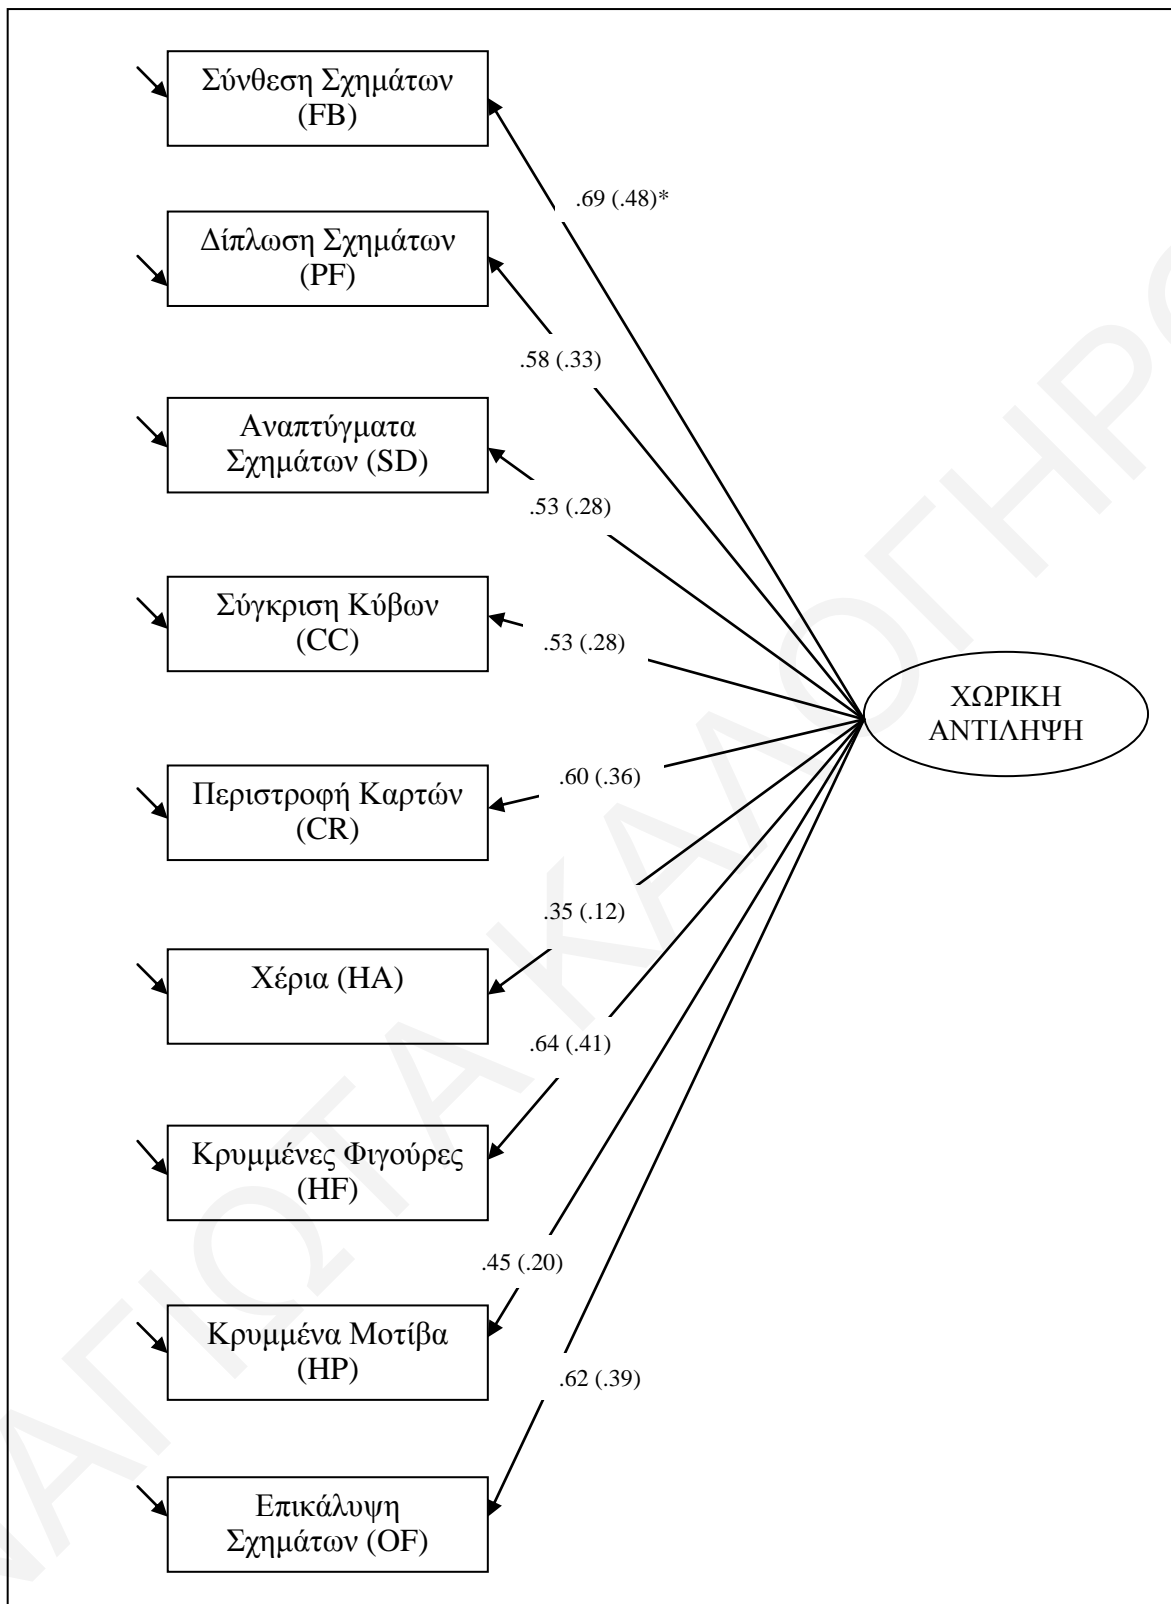 Σύνθεση Σχημάτων
(FB)
.69 (.48)*
Δίπλωση Σχημάτων
(PF)
.58 (.33)
Αναπτύγματα
Σχημάτων (SD)
.53 (.28)
Σύγκριση Κύβων
(CC)
.53 (.28)
ΧΩΡΙΚΗ
ΑΝΤΙΛΗΨΗ
Περιστροφή Καρτών
(CR)
.60 (.36)
.35 (.12)
Χέρια (HA)
.64 (.41)
Κρυμμένες Φιγούρες
(HF)
.45 (.20)
Κρυμμένα Μοτίβα
(HP)
.62 (.39)
Επικάλυψη
Σχημάτων (OF)
ΝΑΓΙΩΤΑ ΚΑΛΟΓΗΡΟ